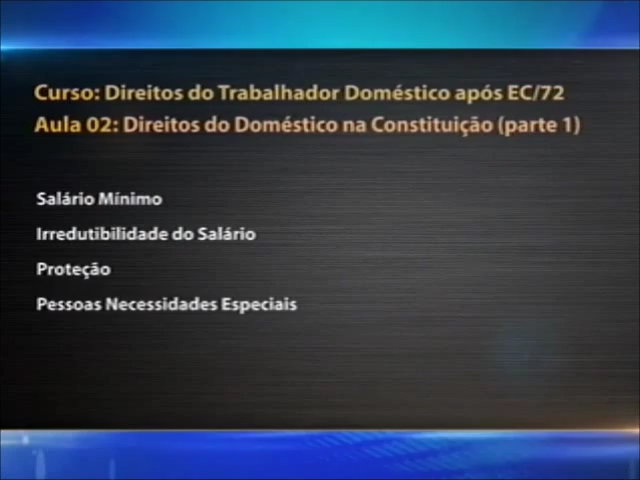 Curso: Direitos do Trabalhador Doméstico após EC/72
Aula 02: Direitos do Doméstico na Constituição (parte 1)
Salário Mínimo
Irredutibilidade do Salário
Proteção
Pessoas Necessidades Especiais